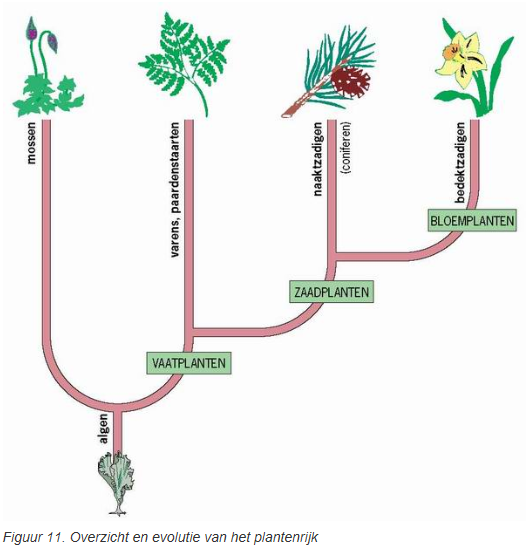 mossen
varens, paardenstaarten
naaktzadigen
(coniferen)
bedektzadigen
BLOEMPLANTEN
ZAADPLANTEN
VAATPLANTEN
algen
Figuur 11. Overzicht en evolutie van het plantenrijk